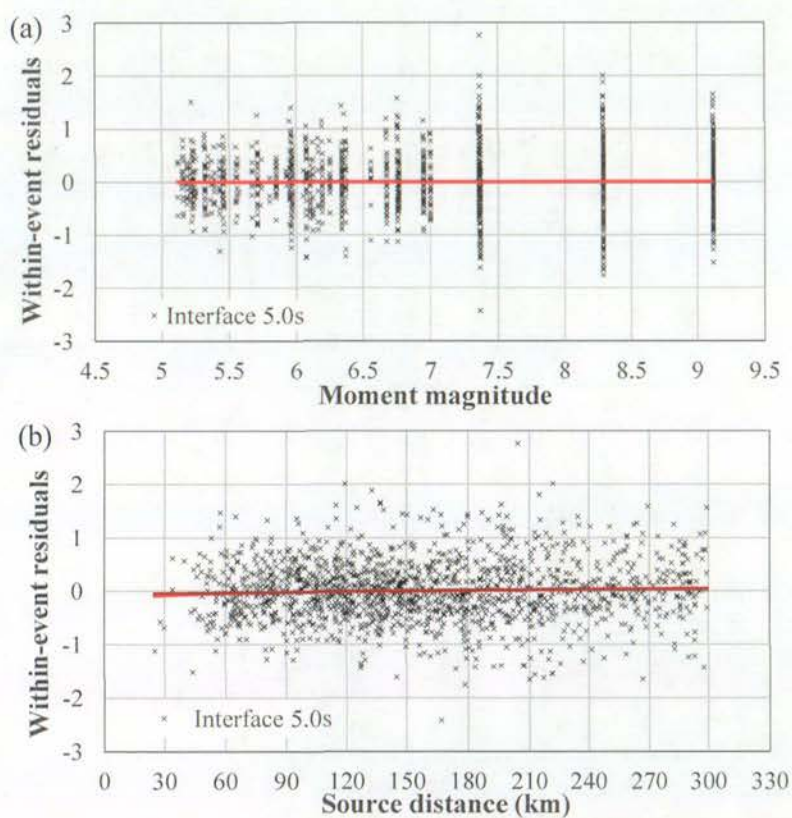 (a)
3
2
1
0
-1
-2
-3
Within-event residuals
× Interface 5.0s
4.5 5 5.5 6 6.5 7 7.5 8 8.5 9 9.5
Moment magnitude
(b)
3
2
1
0
-1
-2
-3
Within-event residuals
× Interface 5.0s
0 30 60 90 120 150 180 210 240 270 300 330
Source distance (km)